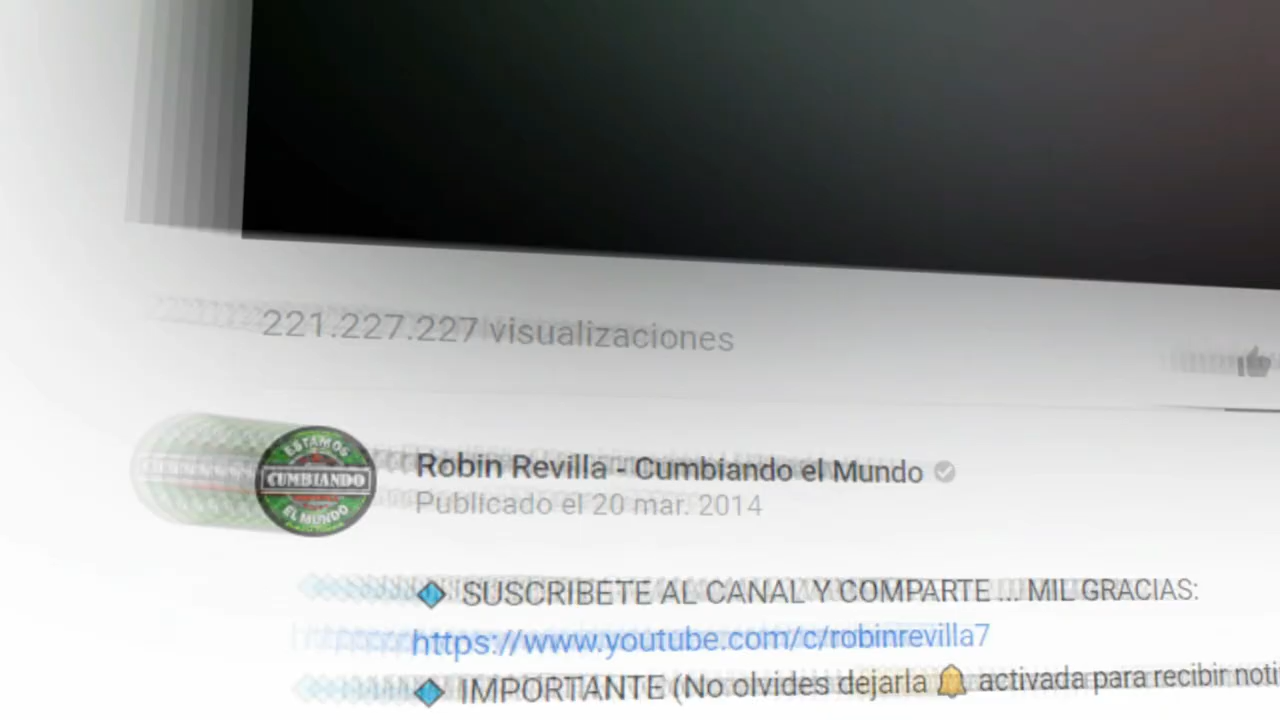 221.227.227 visualizaciones
ESTAMOS
CUMBIANDO
EL MUNDO
Robin Revilla - Cumbiando el Mundo
Publicado el 20 mar. 2014
SUSCRIBETE AL CANAL Y COMPARTE ... MIL GRACIAS:
https://www.youtube.com/c/robinrevilla7
IMPORTANTE (No olvides dejarla 🔔 activada para recibir noti